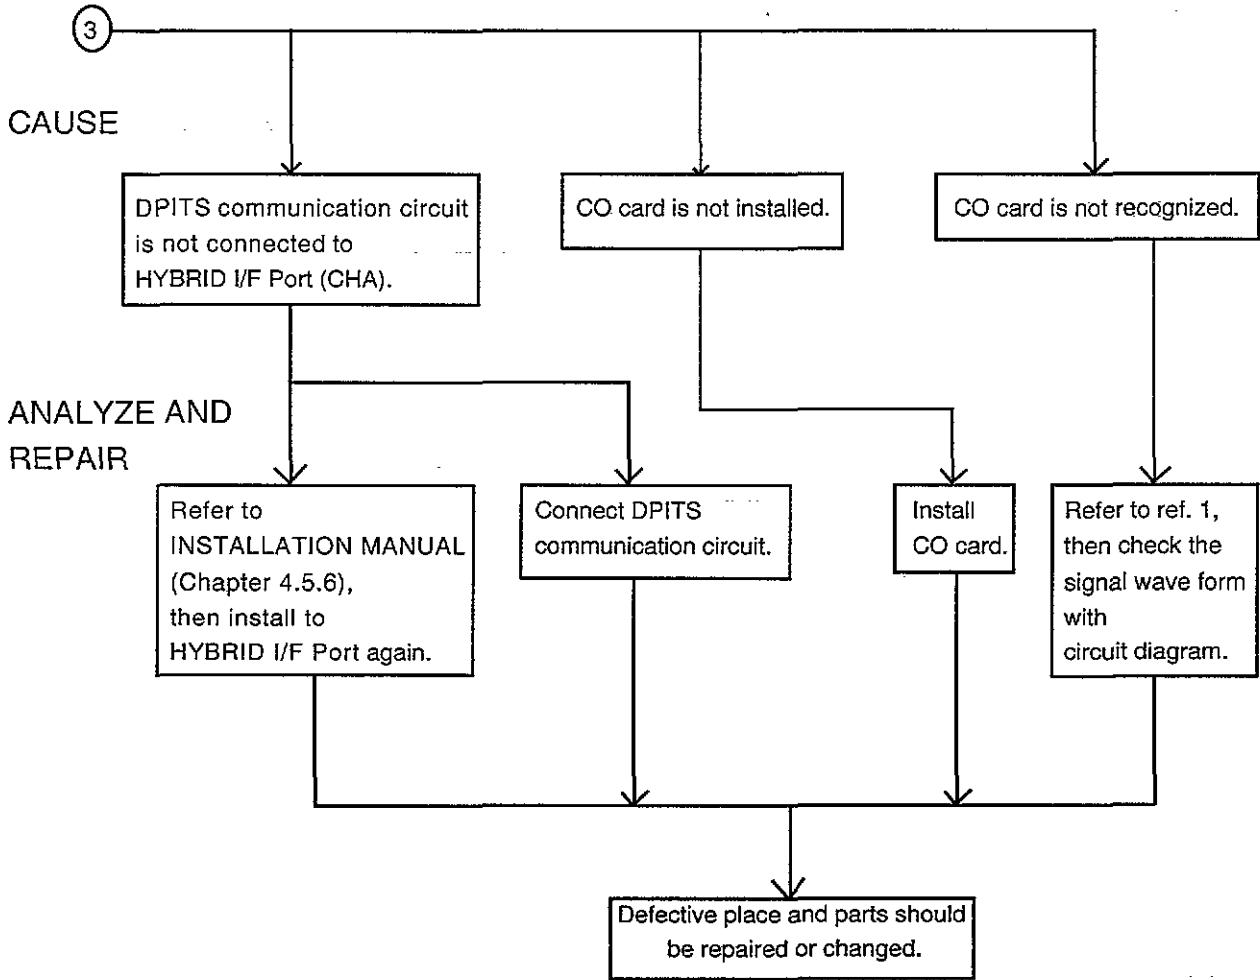 3
CAUSE
DPITS communication circuit
is not connected to
HYBRID I/F Port (CHA).
CO card is not installed.
CO card is not recognized.
ANALYZE AND
REPAIR
Refer to
INSTALLATION MANUAL
(Chapter 4.5.6),
then install to
HYBRID I/F Port again.
Connect DPITS
communication circuit.
Install
CO card.
Refer to ref. 1,
then check the
signal wave form
with
circuit diagram.
Defective place and parts should
be repaired or changed.